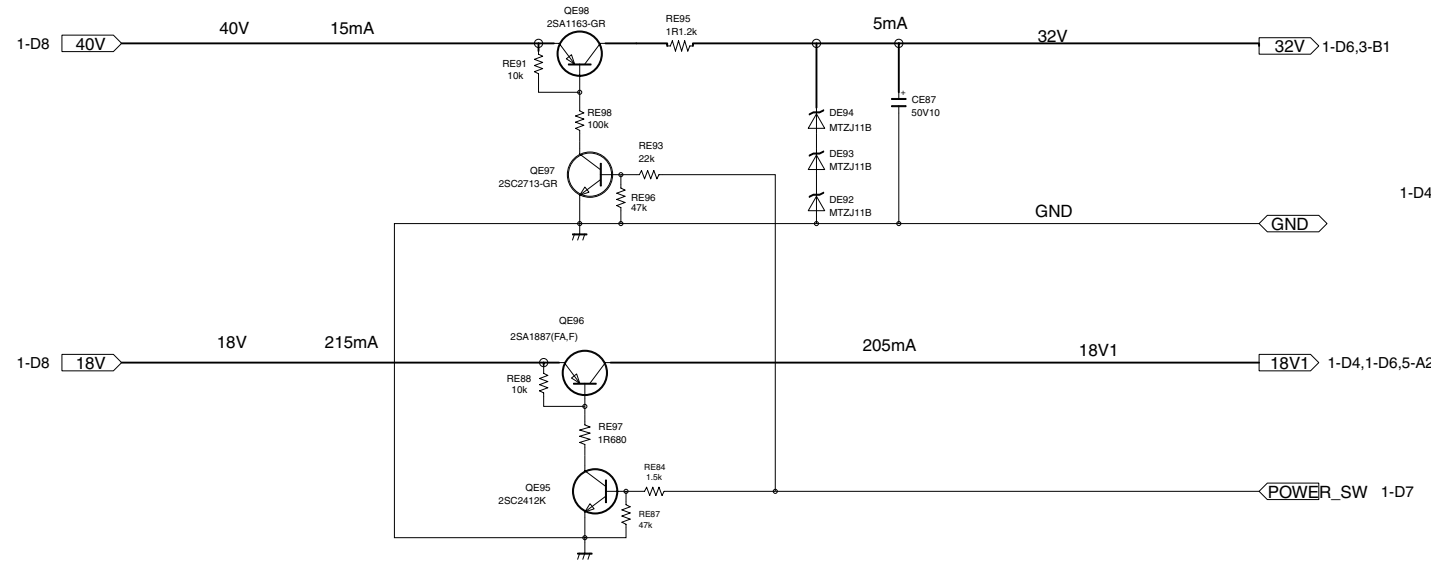 QE98
2SA1163-GR
RE95
1R1.2k
40V
15mA
5mA
32V
1-D8
40V
32V
1-D6,3-B1
RE91
10k
CE87
50V10
+
RE98
100k
DE94
MTZJ11B
RE93
22k
DE93
MTZJ11B
QE97
2SC2713-GR
RE96
47k
DE92
MTZJ11B
1-D4
GND
GND
QE96
2SA1887(FA,F)
18V
215mA
205mA
18V1
1-D8
18V
18V1
1-D4,1-D6,5-A2
RE88
10k
RE97
1R680
RE84
1.5k
QE95
2SC2412K
POWER_SW
1-D7
RE87
47k